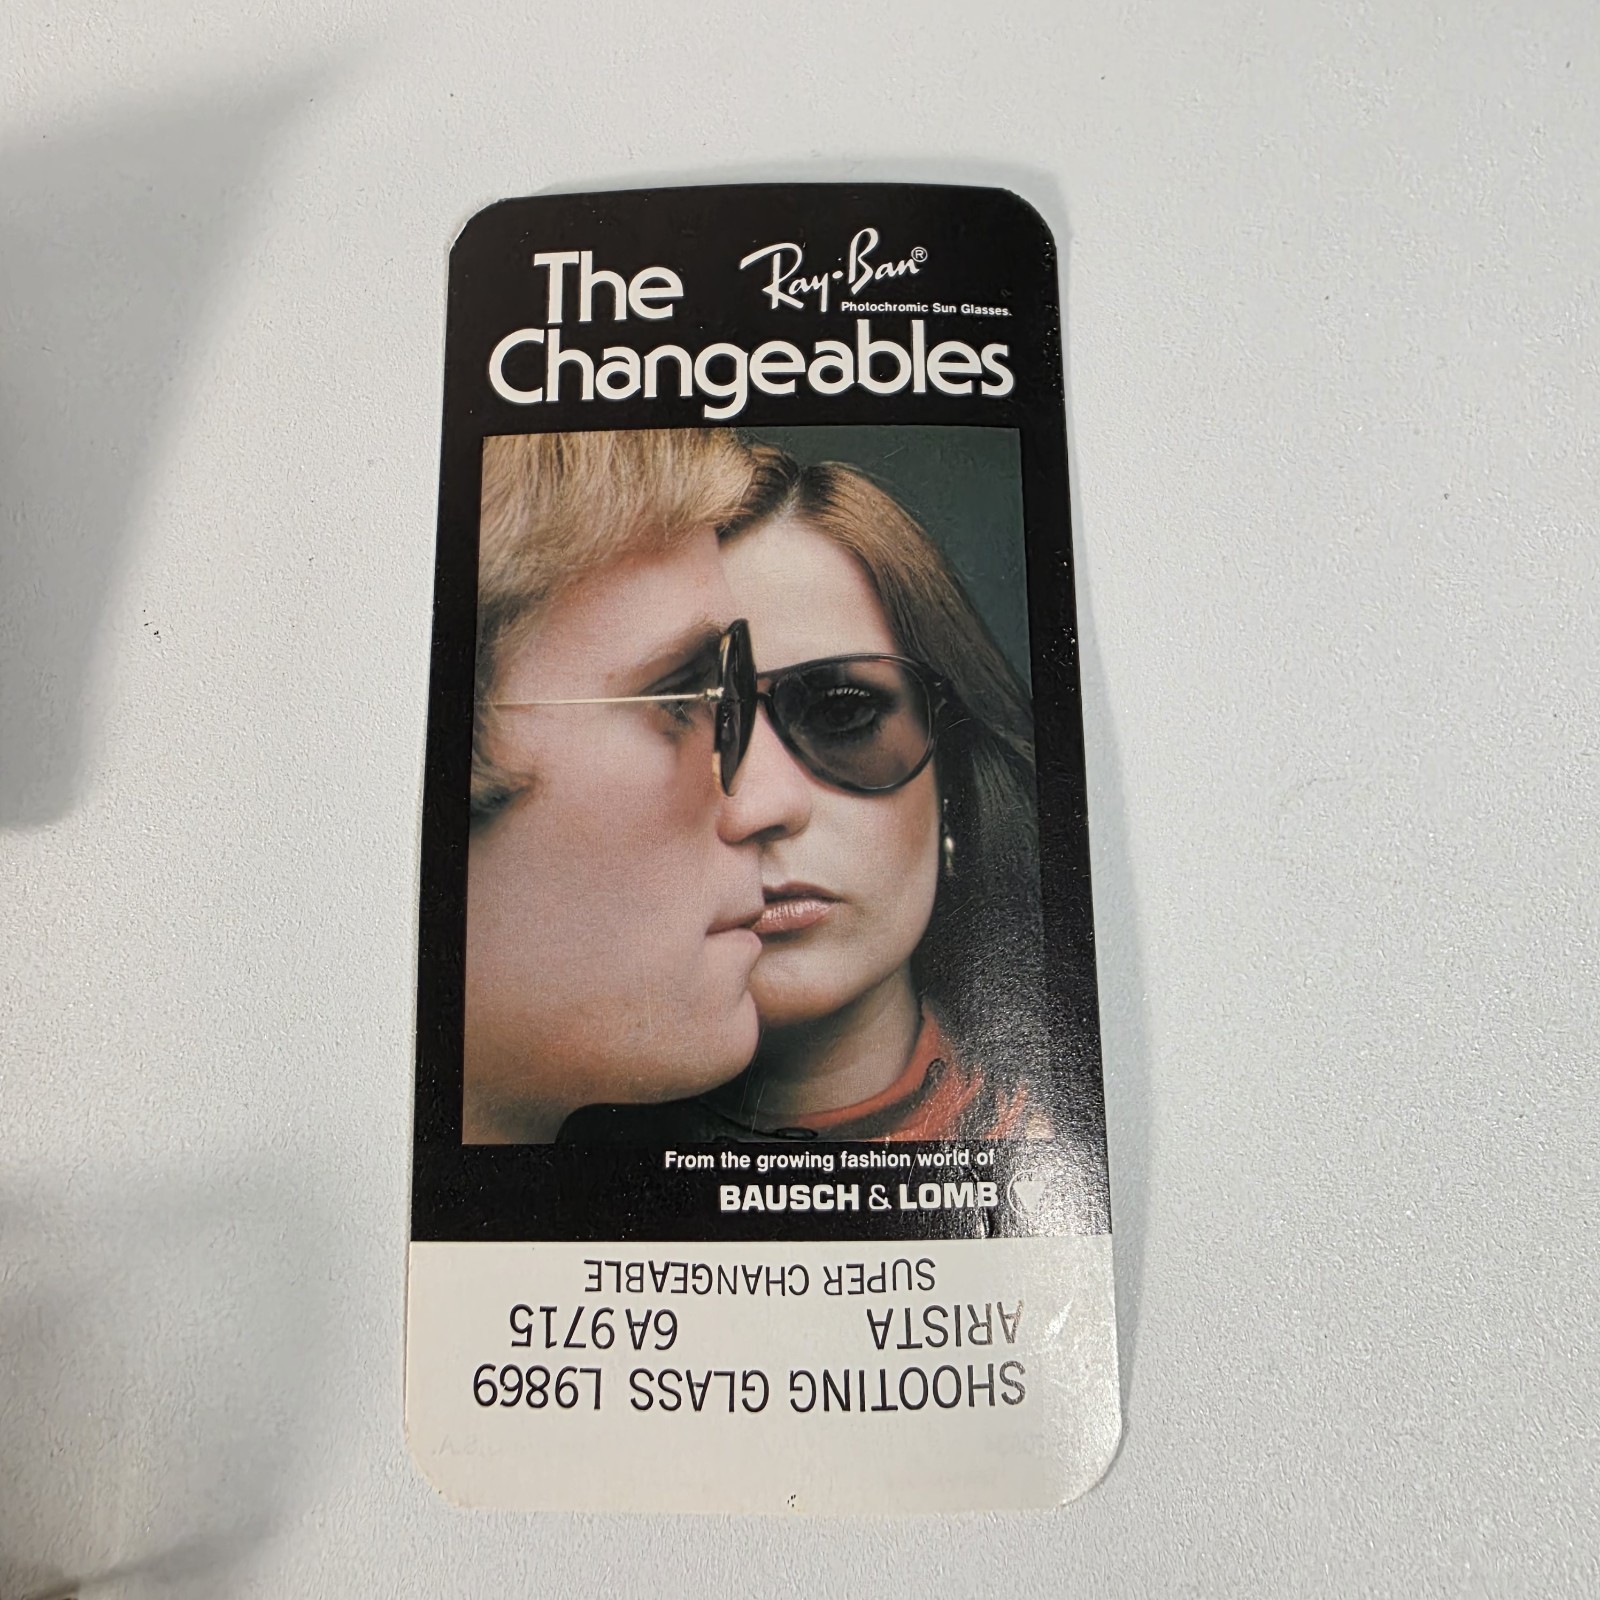 The
Ray-Ban®
Photochromic Sun Glasses.
Changeables
From the growing fashion world of
BAUSCH & LOMB
SHOOTING GLASS L9869
ARISTA 6A9715
SUPER CHANGEABLE